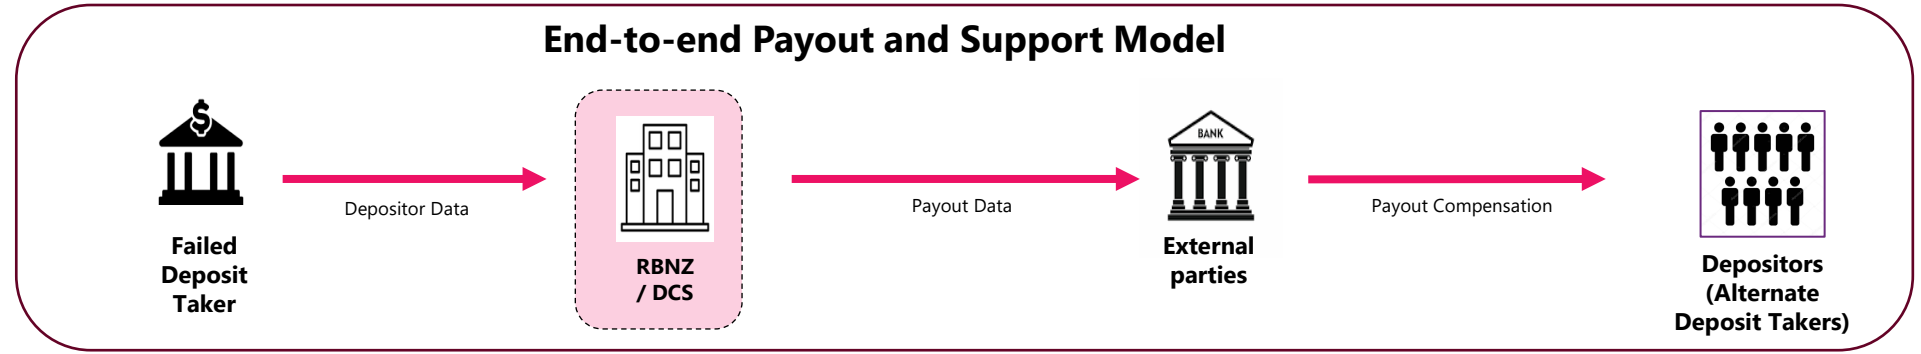 End-to-end Payout and Support Model
$
Failed
Deposit
Taker
Depositor Data
RBNZ
/ DCS
Payout Data
BANK
External
parties
Payout Compensation
Depositors
(Alternate
Deposit Takers)